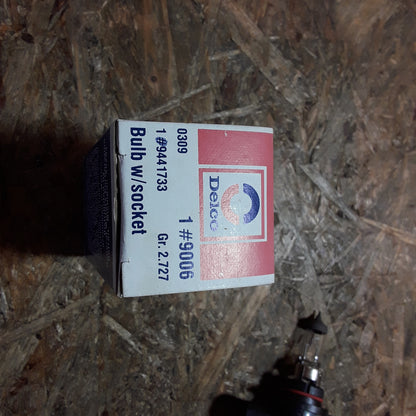 Delco
1 #9006
0309
1 #9441733 Gr. 2.727
Bulb w/socket